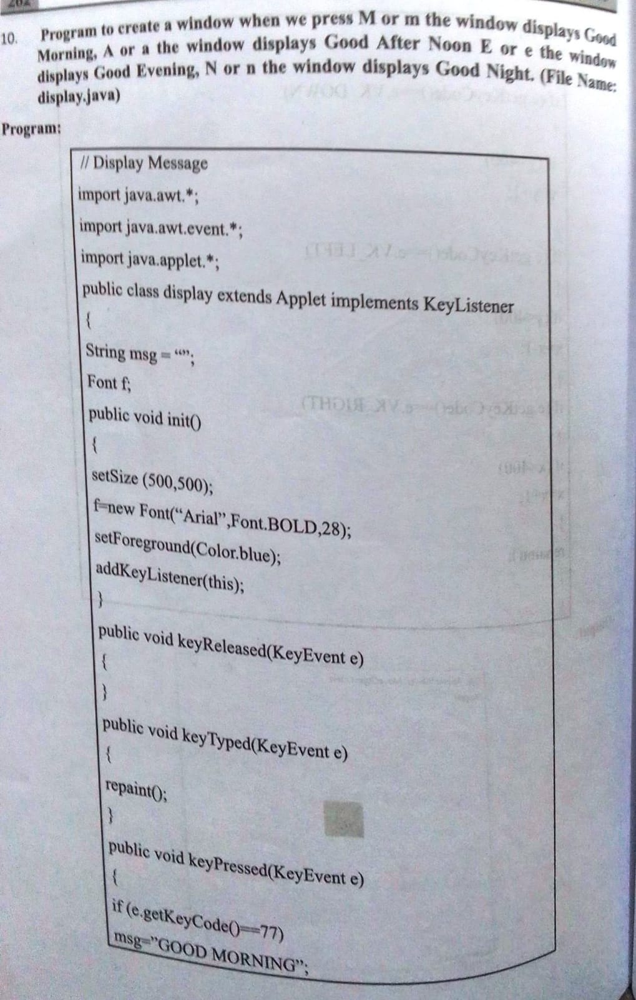 10. Program to create a window when we press M or m the window displays Good
Morning, A or a the window displays Good After Noon E or e the window
displays Good Evening, N or n the window displays Good Night. (File Name:
display.java)
Program:
// Display Message
import java.awt.*;
import java.awt.event.*;
import java.applet.*;
public class display extends Applet implements KeyListener
{
String msg = “”;
Font f;
public void init()
{
setSize (500,500);
f=new Font(“Arial”,Font.BOLD,28);
setForeground(Color.blue);
addKeyListener(this);
}
public void keyReleased(KeyEvent e)
{
}
public void keyTyped(KeyEvent e)
{
repaint();
}
public void keyPressed(KeyEvent e)
{
if (e.getKeyCode()==77)
msg=”GOOD MORNING”;